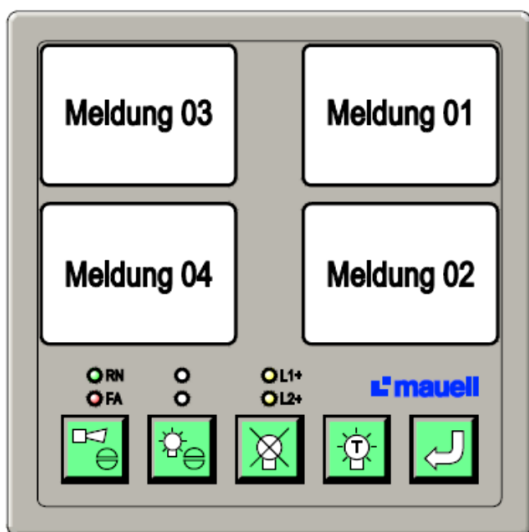 Meldung 03 Meldung 01
Meldung 04 Meldung 02
RN L1+
FA L2+
mauell
T